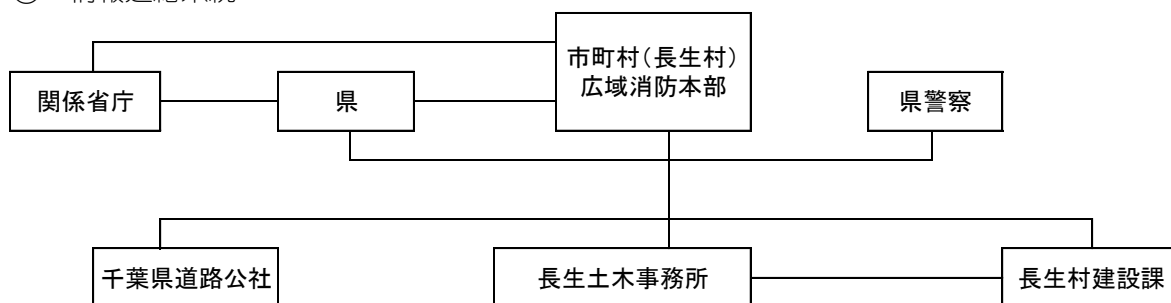 市町村（長生村）
広域消防本部
関係省庁
県
県警察
千葉県道路公社
長生土木事務所
長生村建設課